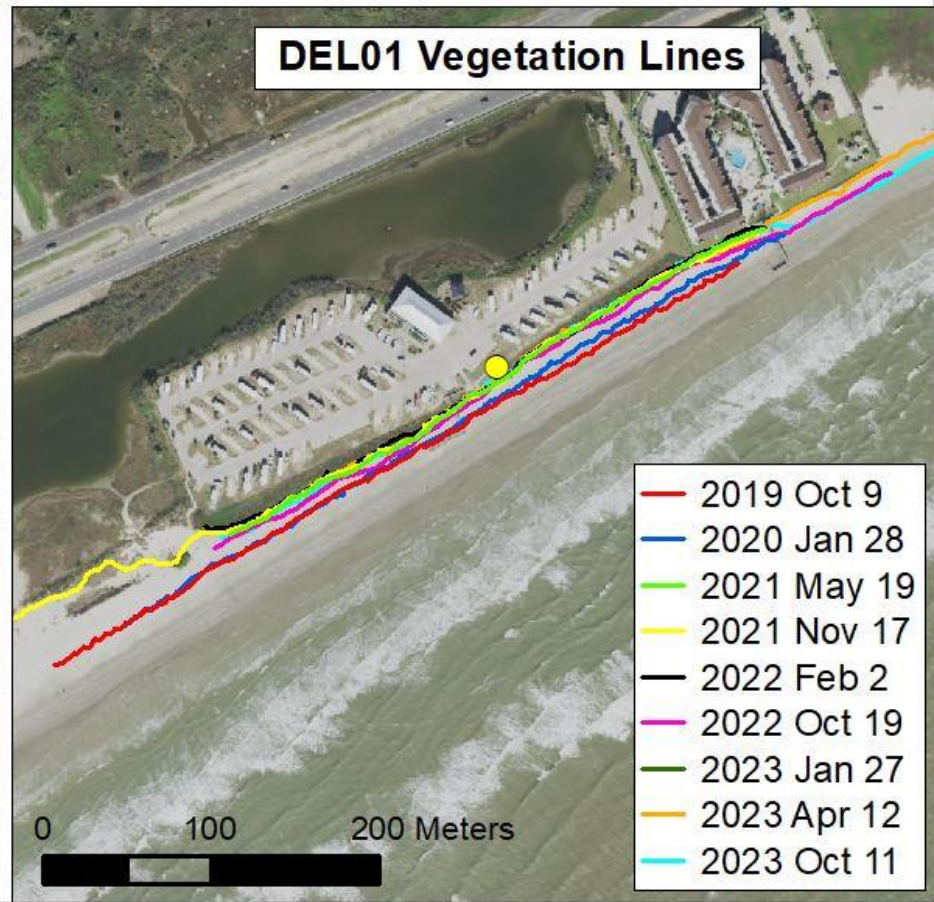 DEL01 Vegetation Lines
2019 Oct 9
2020 Jan 28
2021 May 19
2021 Nov 17
2022 Feb 2
2022 Oct 19
2023 Jan 27
2023 Apr 12
2023 Oct 11
0 100 200 Meters